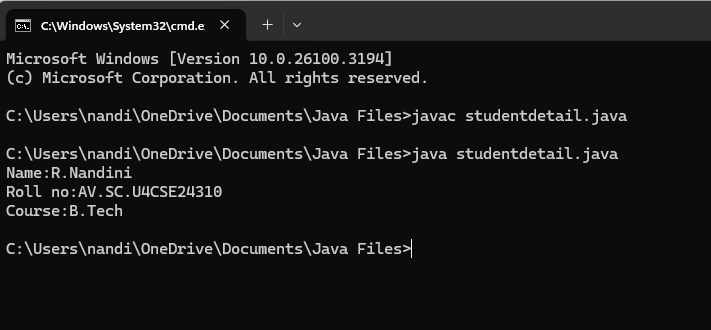 C:\Windows\System32\cmd.e
Microsoft Windows [Version 10.0.26100.3194]
(c) Microsoft Corporation. All rights reserved.
C:\Users\nandi\OneDrive\Documents\Java Files>javac studentdetail.java
C:\Users\nandi\OneDrive\Documents\Java Files>java studentdetail.java
Name:R.Nandini
Roll no:AV.SC.U4CSE24310
Course:B.Tech
C:\Users\nandi\OneDrive\Documents\Java Files>